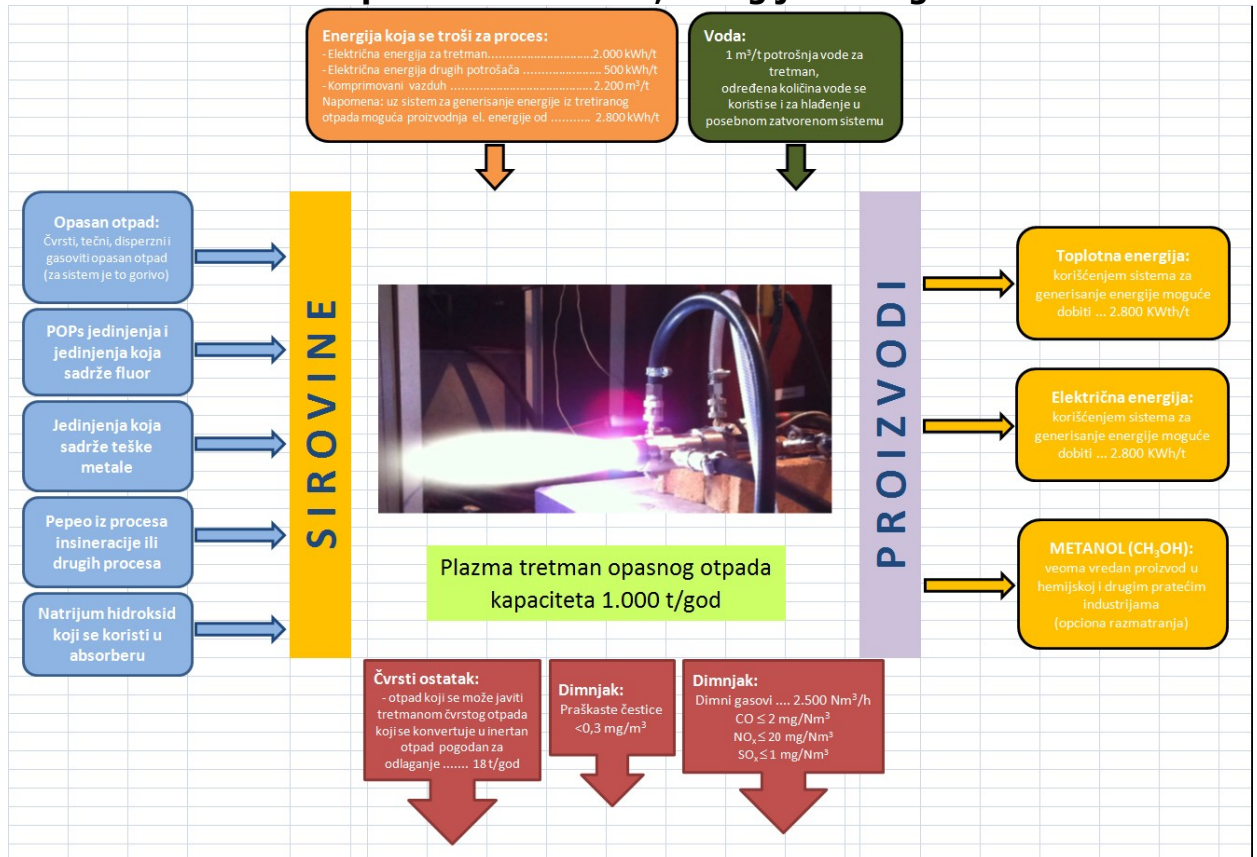 Energija koja se troši za proces:
- Električna energija za tretman................................2.000 kWh/t
- Električna energija drugih potrošača ........................ 500 kWh/t
- Komprimovani vazduh ...........................................2.200 m³/t
Napomena: uz sistem za generisanje energije iz tretiranog
otpada moguća proizvodnja el. energije od ........... 2.800 kWh/t
Voda:
1 m³/t potrošnja vode za
tretman,
određena količina vode se
koristi se i za hlađenje u
posebnom zatvorenom sistemu
Opasan otpad:
Čvrsti, tečni, disperzni i
gasoviti opasan otpad
(za sistem je to gorivo)
POPs jedinjenja i
jedinjenja koja
sadrže fluor
Jedinjenja koja
sadrže teške
metale
Pepeo iz procesa
insineracije ili
drugih procesa
Natrijum hidroksid
koji se koristi u
absorberu
SIROVINE
Plazma tretman opasnog otpada
kapaciteta 1.000 t/god
PROIZVODI
Toplotna energija:
korišćenjem sistema za
generisanje energije moguće
dobiti ... 2.800 KWth/t
Električna energija:
korišćenjem sistema za
generisanje energije moguće
dobiti ... 2.800 KWh/t
METANOL (CH₃OH):
veoma vredan proizvod u
hemijskoj i drugim pratećim
industrijama
(opciona razmatranja)
Čvrsti ostatak:
- otpad koji se može javiti
tretmanom čvrstog otpada
koji se konvertuje u inertan
otpad pogodan za
odlaganje ....... 18 t/god
Dimnjak:
Praškaste čestice
<0,3 mg/m³
Dimnjak:
Dimni gasovi .... 2.500 Nm³/h
CO ≤ 2 mg/Nm³
NOₓ ≤ 20 mg/Nm³
SOₓ ≤ 1 mg/Nm³